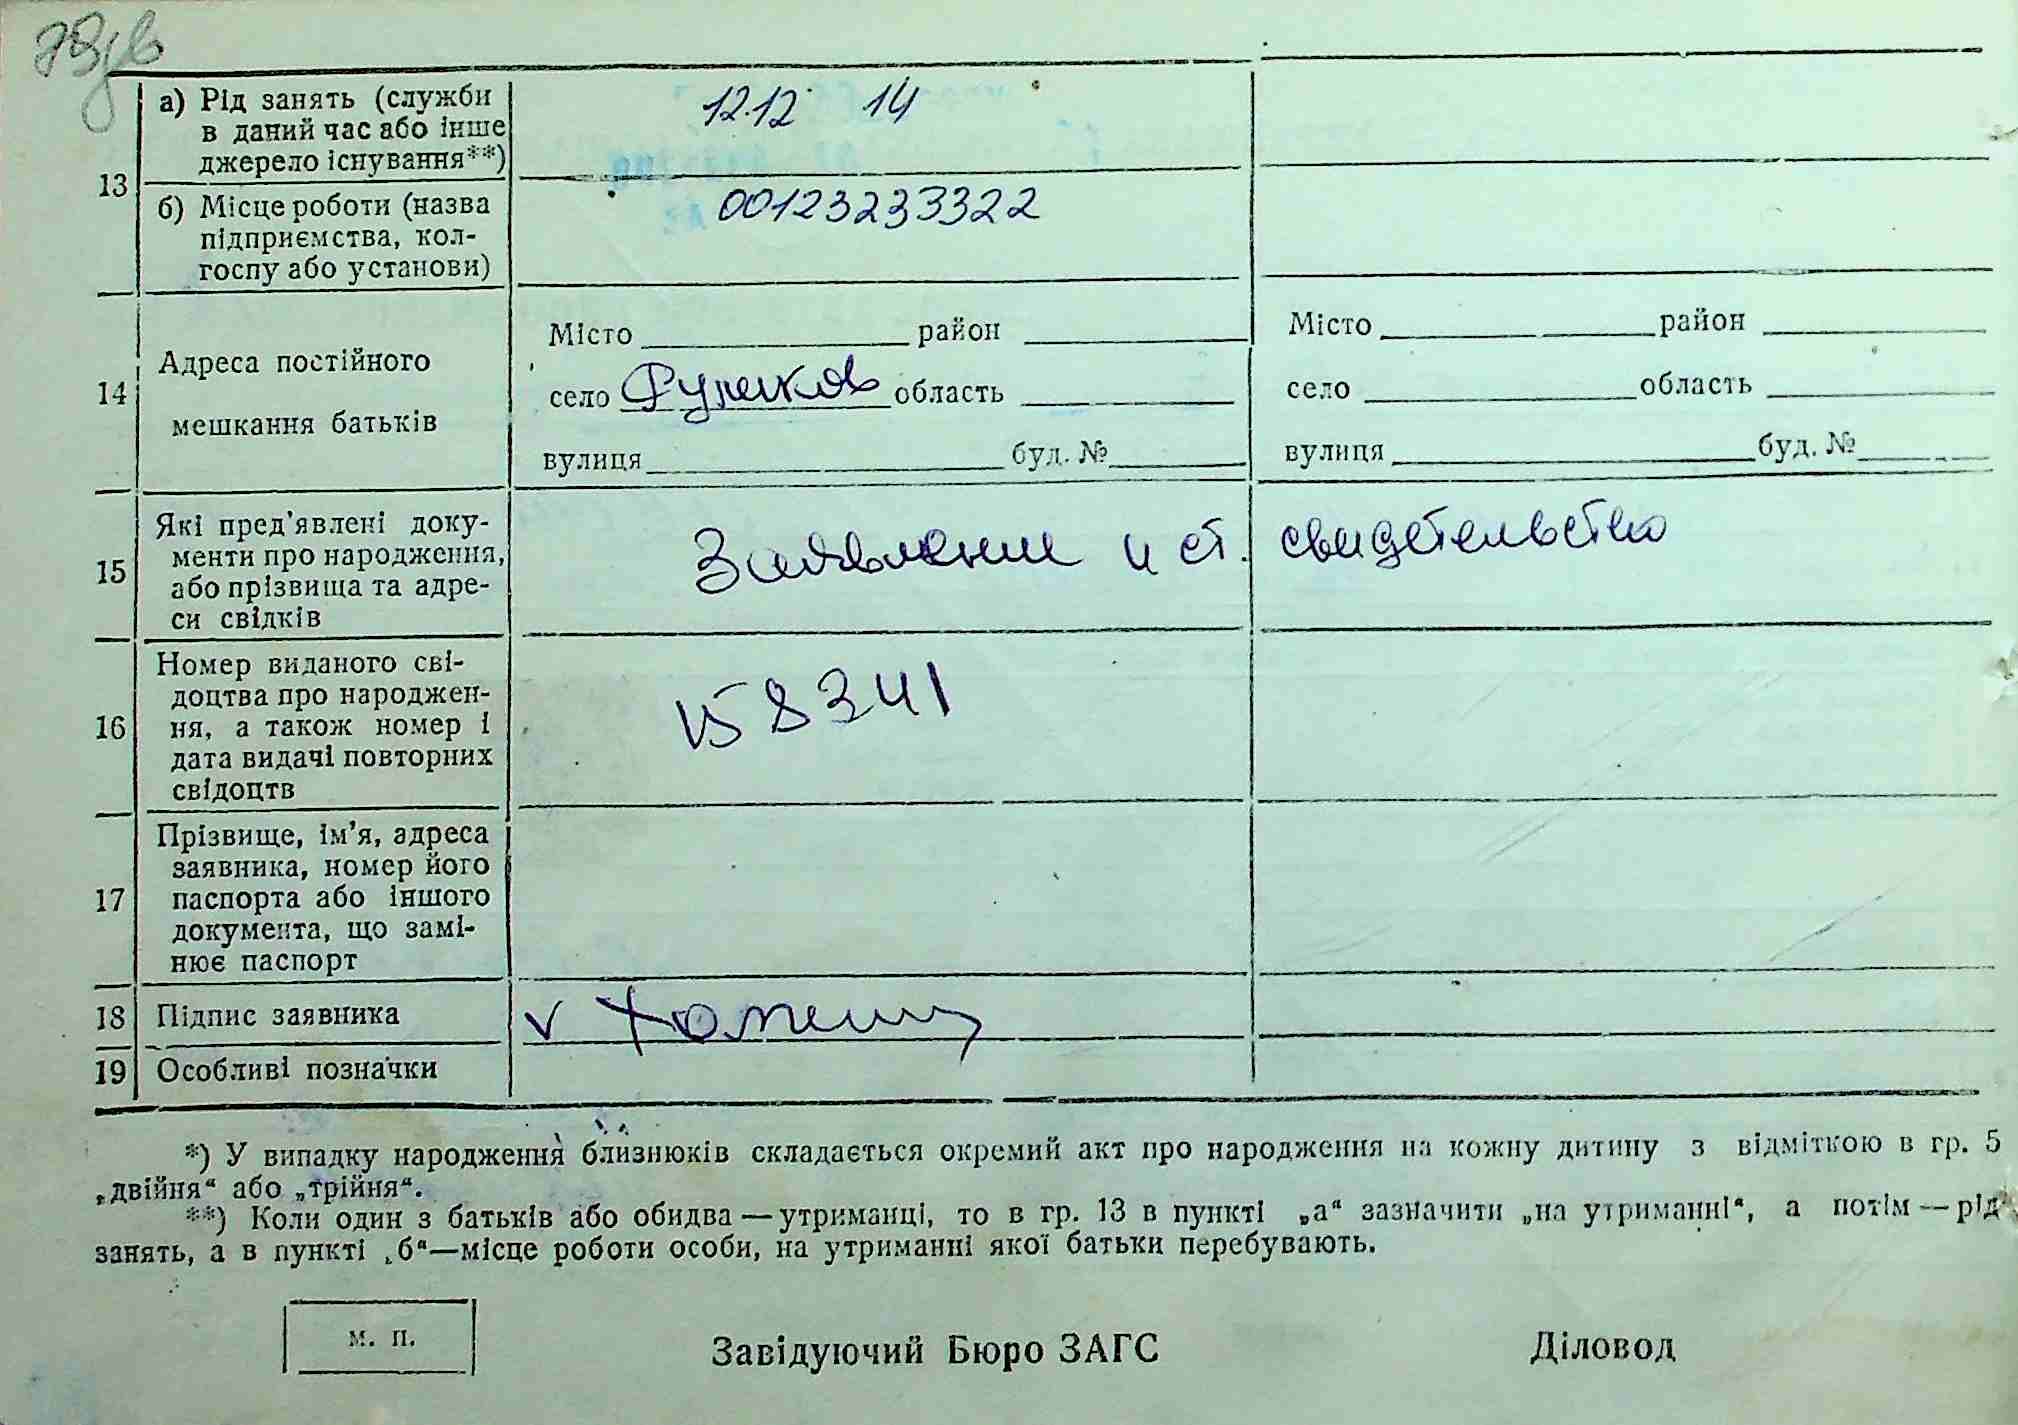 13
а) Рід занять (служби
в даний час або інше
джерело існування**)
12.12 14
б) Місце роботи (назва
підприємства, кол-
госпу або установи)
00123233322
14
Адреса постійного
мешкання батьків
Місто район
село область
вулиця буд. №
Місто район
село область
вулиця буд. №
15
Які пред'явлені доку-
менти про народження,
або прізвища та адре-
си свідків
Заявление и ст. свидетельство
16
Номер виданого сві-
доцтва про народжен-
ня, а також номер і
дата видачі повторних
свідоцтв
17
Прізвище, ім'я, адреса
заявника, номер його
паспорта або іншого
документа, що замі-
нює паспорт
18 Підпис заявника
19 Особливі позначки
*) У випадку народження близнюків складається окремий акт про народження на кожну дитину з відміткою в гр. 5
„двійня“ або „трійня“.
**) Коли один з батьків або обидва — утриманці, то в гр. 13 в пункті „а“ зазначити „на утриманні“, а потім — рід
занять, а в пункті „б“—місце роботи особи, на утриманні якої батьки перебувають.
м. п.
Завідуючий Бюро ЗАГС
Діловод